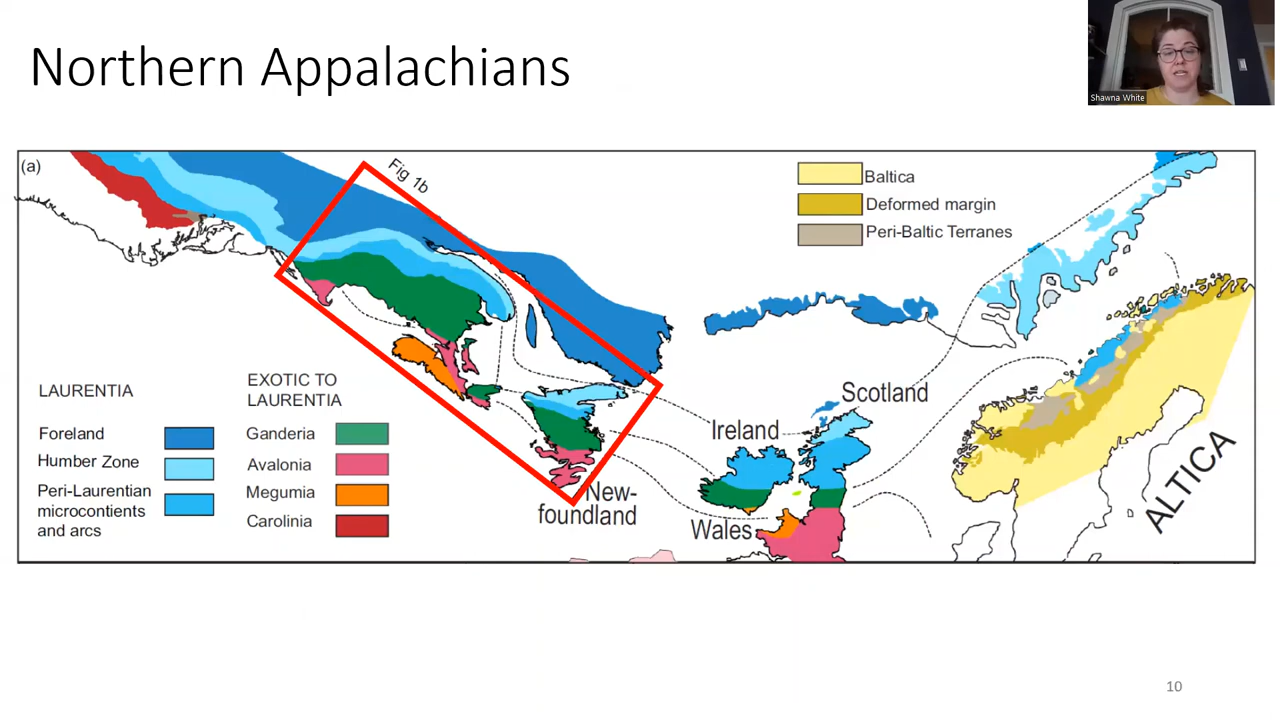 Northern Appalachians
Shawna White
(a)
Fig 1b
Baltica
Deformed margin
Peri-Baltic Terranes
LAURENTIA
Foreland
Humber Zone
Peri-Laurentian
microcontients
and arcs
EXOTIC TO
LAURENTIA
Ganderia
Avalonia
Megumia
Carolinia
Scotland
Ireland
New-
foundland
Wales
ALTICA
10